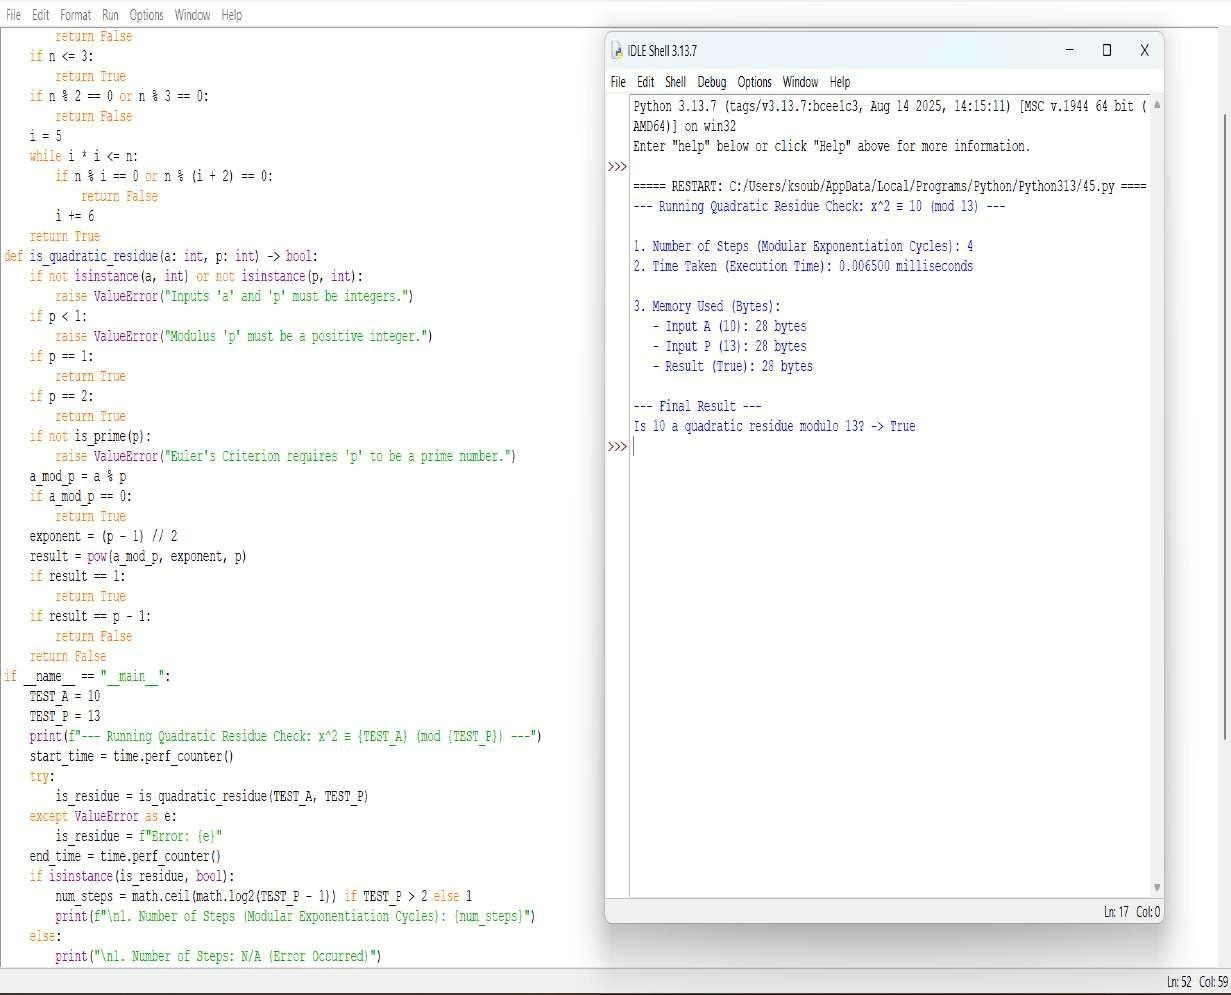 File Edit Format Run Options Window Help
return False
if n <= 3:
return True
if n % 2 == 0 or n % 3 == 0:
return False
i = 5
while i * i <= n:
if n % i == 0 or n % (i + 2) == 0:
return False
i += 6
return True
def is_quadratic_residue(a: int, p: int) -> bool:
if not isinstance(a, int) or not isinstance(p, int):
raise ValueError("Inputs 'a' and 'p' must be integers.")
if p < 1:
raise ValueError("Modulus 'p' must be a positive integer.")
if p == 1:
return True
if p == 2:
return True
if not is_prime(p):
raise ValueError("Euler's Criterion requires 'p' to be a prime number.")
a_mod_p = a % p
if a_mod_p == 0:
return True
exponent = (p - 1) // 2
result = pow(a_mod_p, exponent, p)
if result == 1:
return True
if result == p - 1:
return False
return False
if __name__ == "__main__":
TEST_A = 10
TEST_P = 13
print(f"--- Running Quadratic Residue Check: x^2 ≡ {TEST_A} (mod {TEST_P}) ---")
start_time = time.perf_counter()
try:
is_residue = is_quadratic_residue(TEST_A, TEST_P)
except ValueError as e:
is_residue = f"Error: {e}"
end_time = time.perf_counter()
if isinstance(is_residue, bool):
num_steps = math.ceil(math.log2(TEST_P - 1)) if TEST_P > 2 else 1
print(f"\n1. Number of Steps (Modular Exponentiation Cycles): {num_steps}")
else:
print("\n1. Number of Steps: N/A (Error Occurred)")
Ln: 52 Col: 59
IDLE Shell 3.13.7
File Edit Shell Debug Options Window Help
Python 3.13.7 (tags/v3.13.7:bcee1c3, Aug 14 2025, 14:15:11) [MSC v.1944 64 bit (
AMD64)] on win32
Enter "help" below or click "Help" above for more information.
>>>
===== RESTART: C:/Users/ksoub/AppData/Local/Programs/Python/Python313/45.py ====
--- Running Quadratic Residue Check: x^2 ≡ 10 (mod 13) ---
1. Number of Steps (Modular Exponentiation Cycles): 4
2. Time Taken (Execution Time): 0.006500 milliseconds
3. Memory Used (Bytes):
- Input A (10): 28 bytes
- Input P (13): 28 bytes
- Result (True): 28 bytes
--- Final Result ---
Is 10 a quadratic residue modulo 13? -> True
>>>
Ln: 17 Col: 0